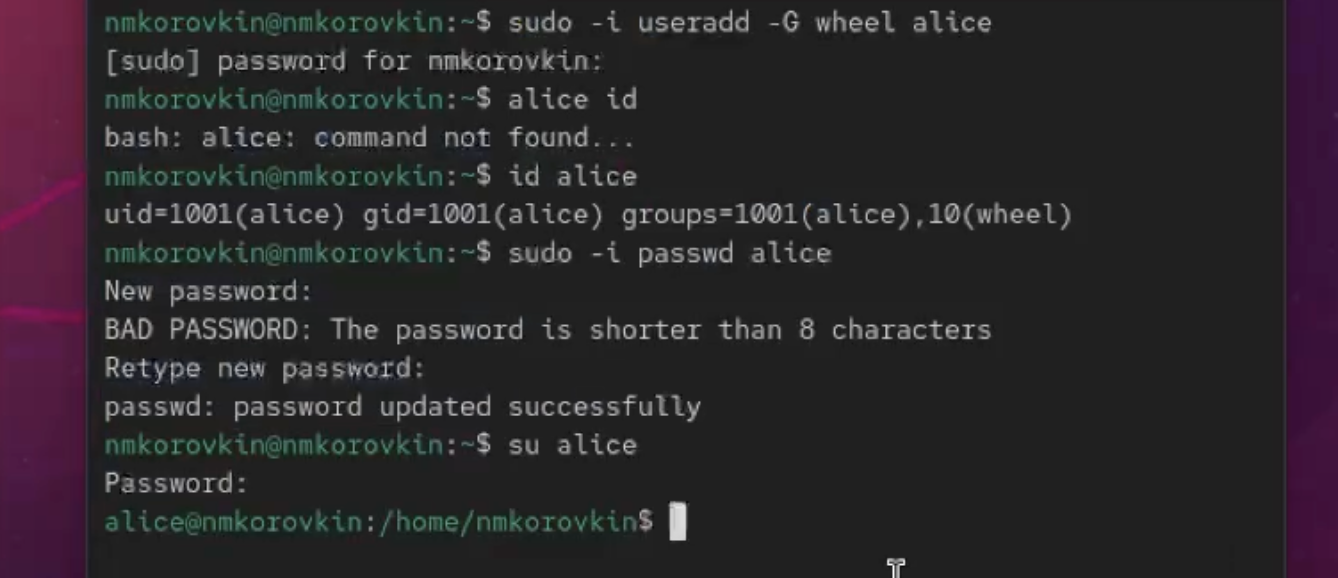 nmkorovkin@nmkorovkin:~$ sudo -i useradd -G wheel alice
[sudo] password for nmkorovkin:
nmkorovkin@nmkorovkin:~$ alice id
bash: alice: command not found...
nmkorovkin@nmkorovkin:~$ id alice
uid=1001(alice) gid=1001(alice) groups=1001(alice),10(wheel)
nmkorovkin@nmkorovkin:~$ sudo -i passwd alice
New password:
BAD PASSWORD: The password is shorter than 8 characters
Retype new password:
passwd: password updated successfully
nmkorovkin@nmkorovkin:~$ su alice
Password:
alice@nmkorovkin:/home/nmkorovkin$